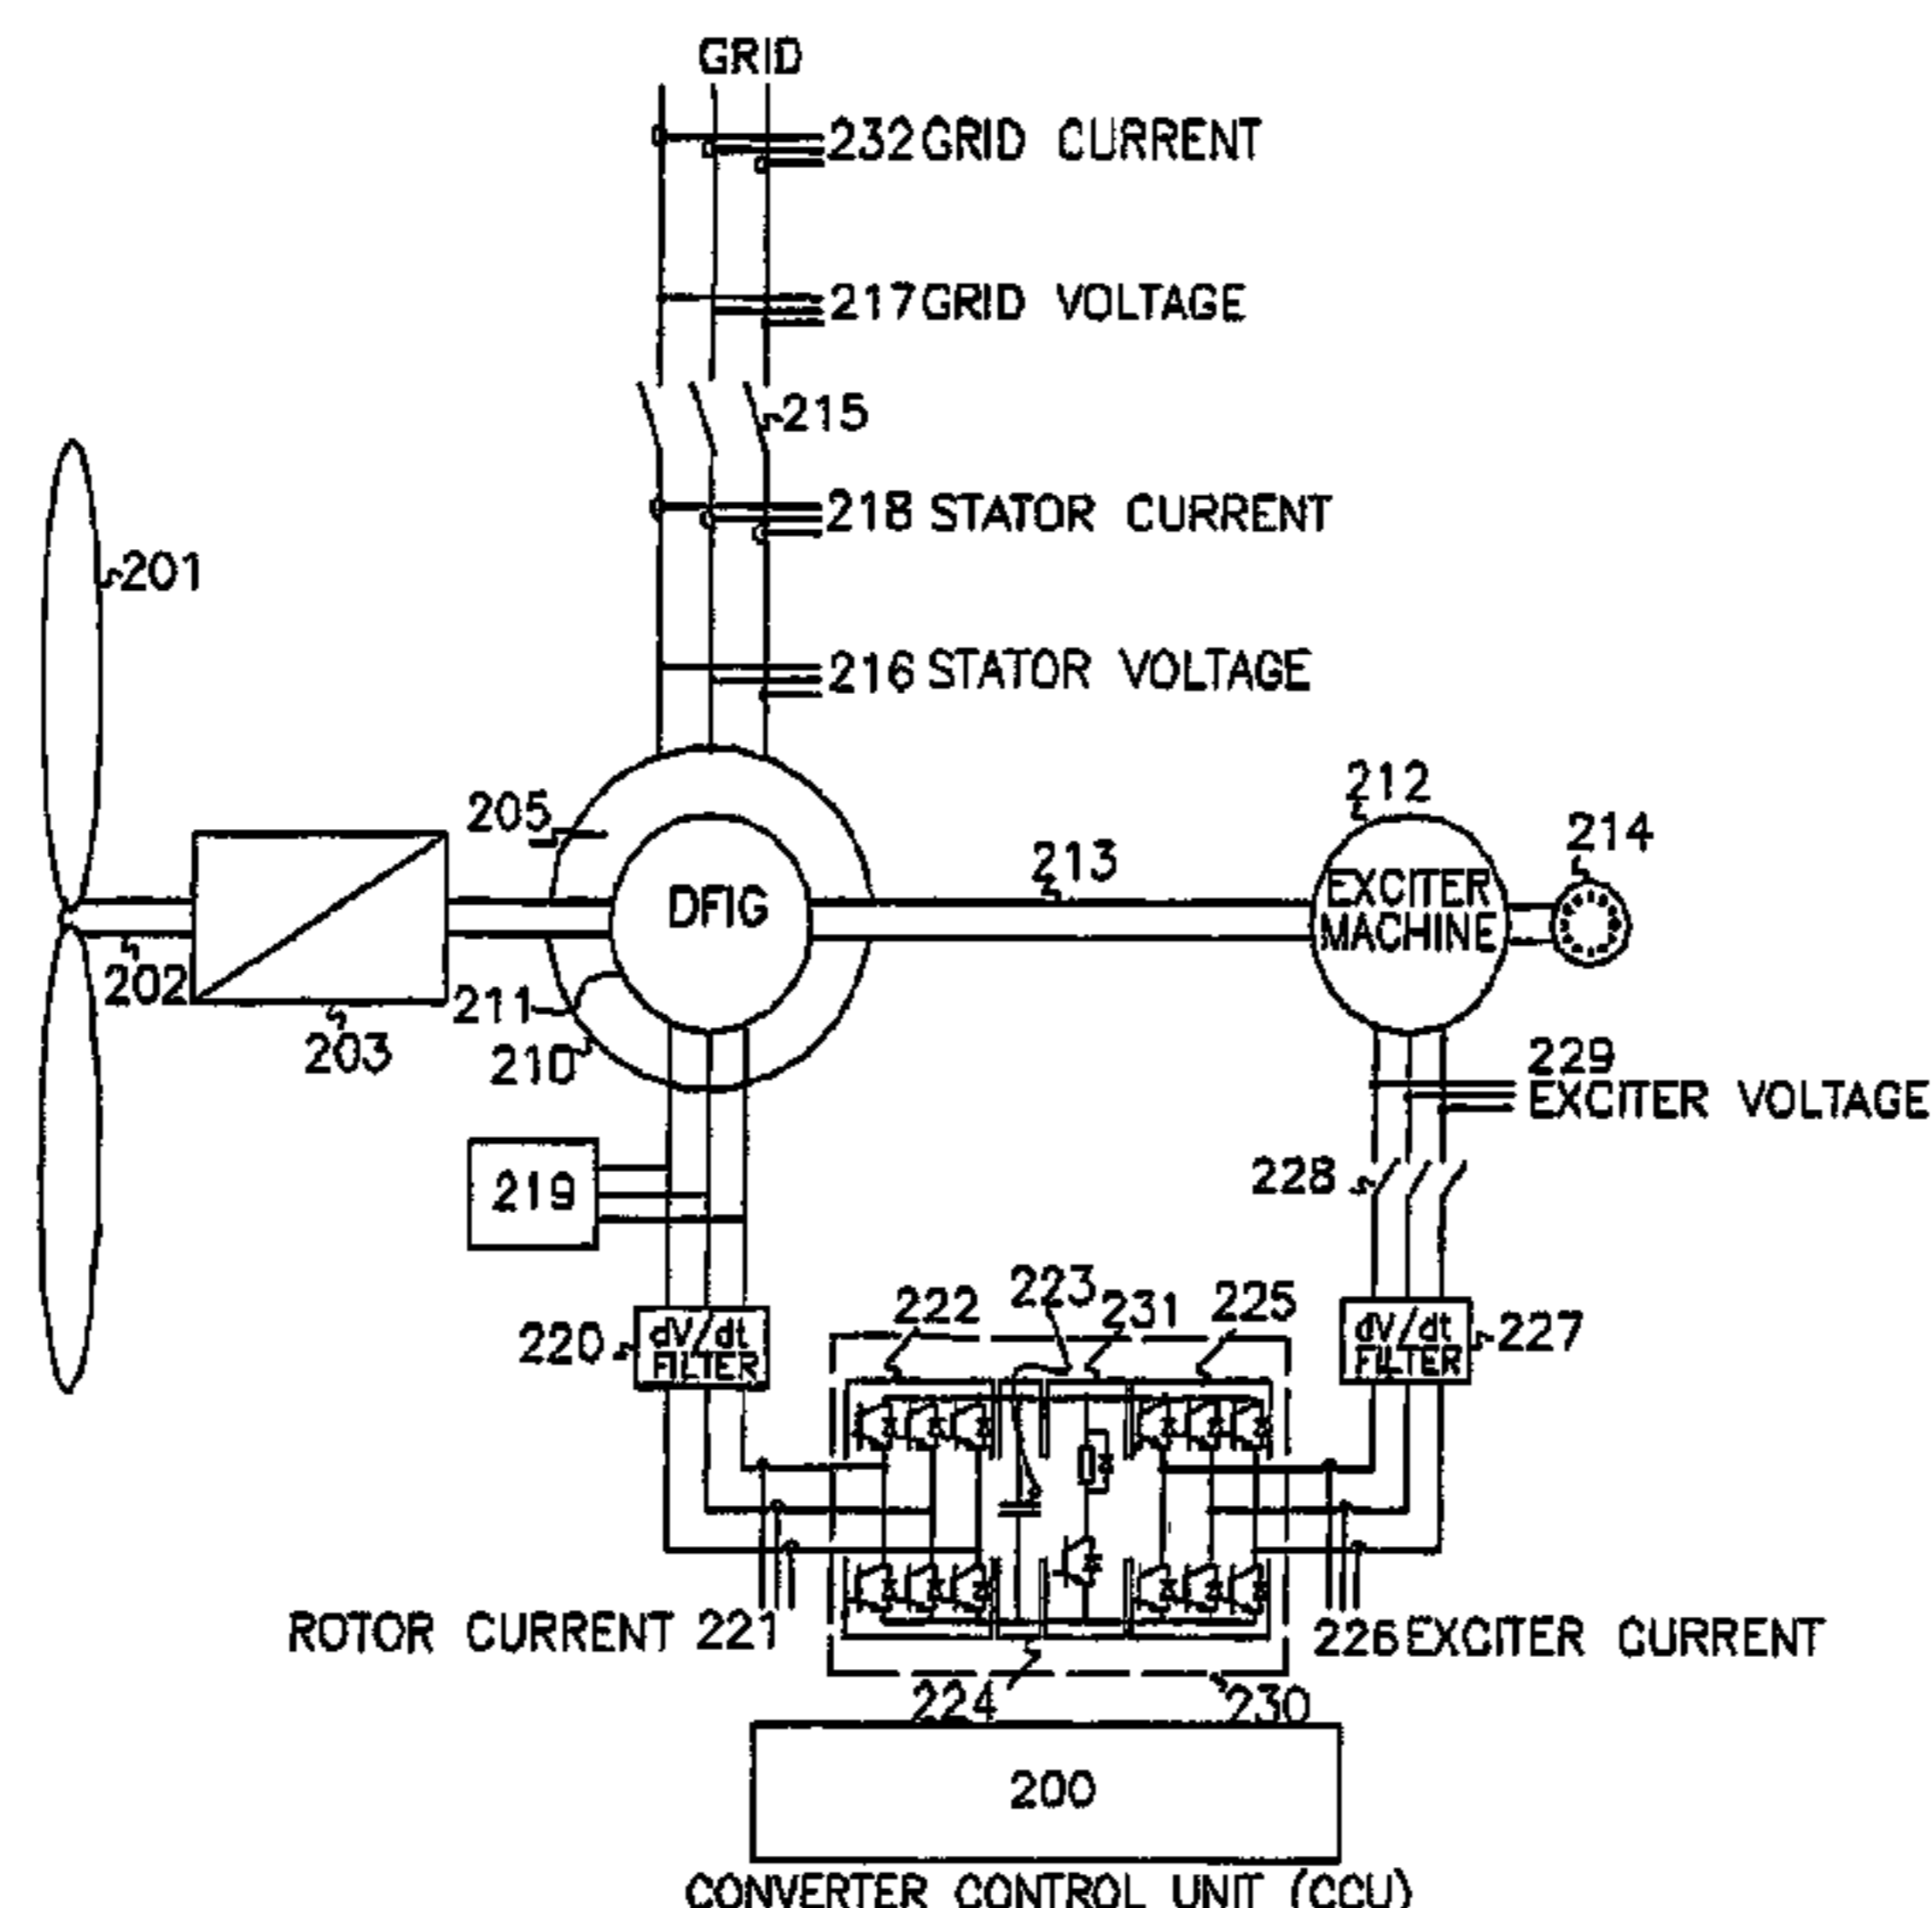 GRID
232 GRID CURRENT
217 GRID VOLTAGE
215
218 STATOR CURRENT
201
216 STATOR VOLTAGE
205
212
214
213
DFIG
EXCITER
MACHINE
202
211
203
210
229
EXCITER VOLTAGE
228
219
222
223
231
225
220
dV/dt
FILTER
dV/dt
FILTER
227
ROTOR CURRENT 221
226 EXCITER CURRENT
224
230
200
CONVERTER CONTROL UNIT (CCU)